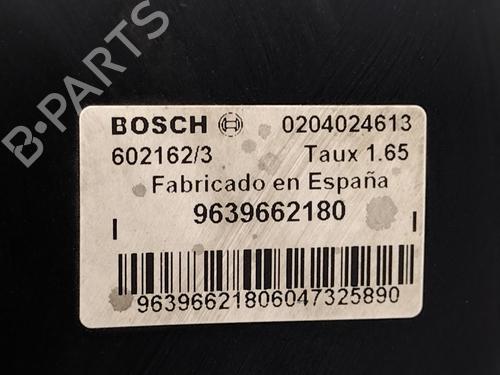 B-PARTS
BOSCH 0204024613
602162/3 Taux 1.65
Fabricado en España
9639662180
96396621806047325890